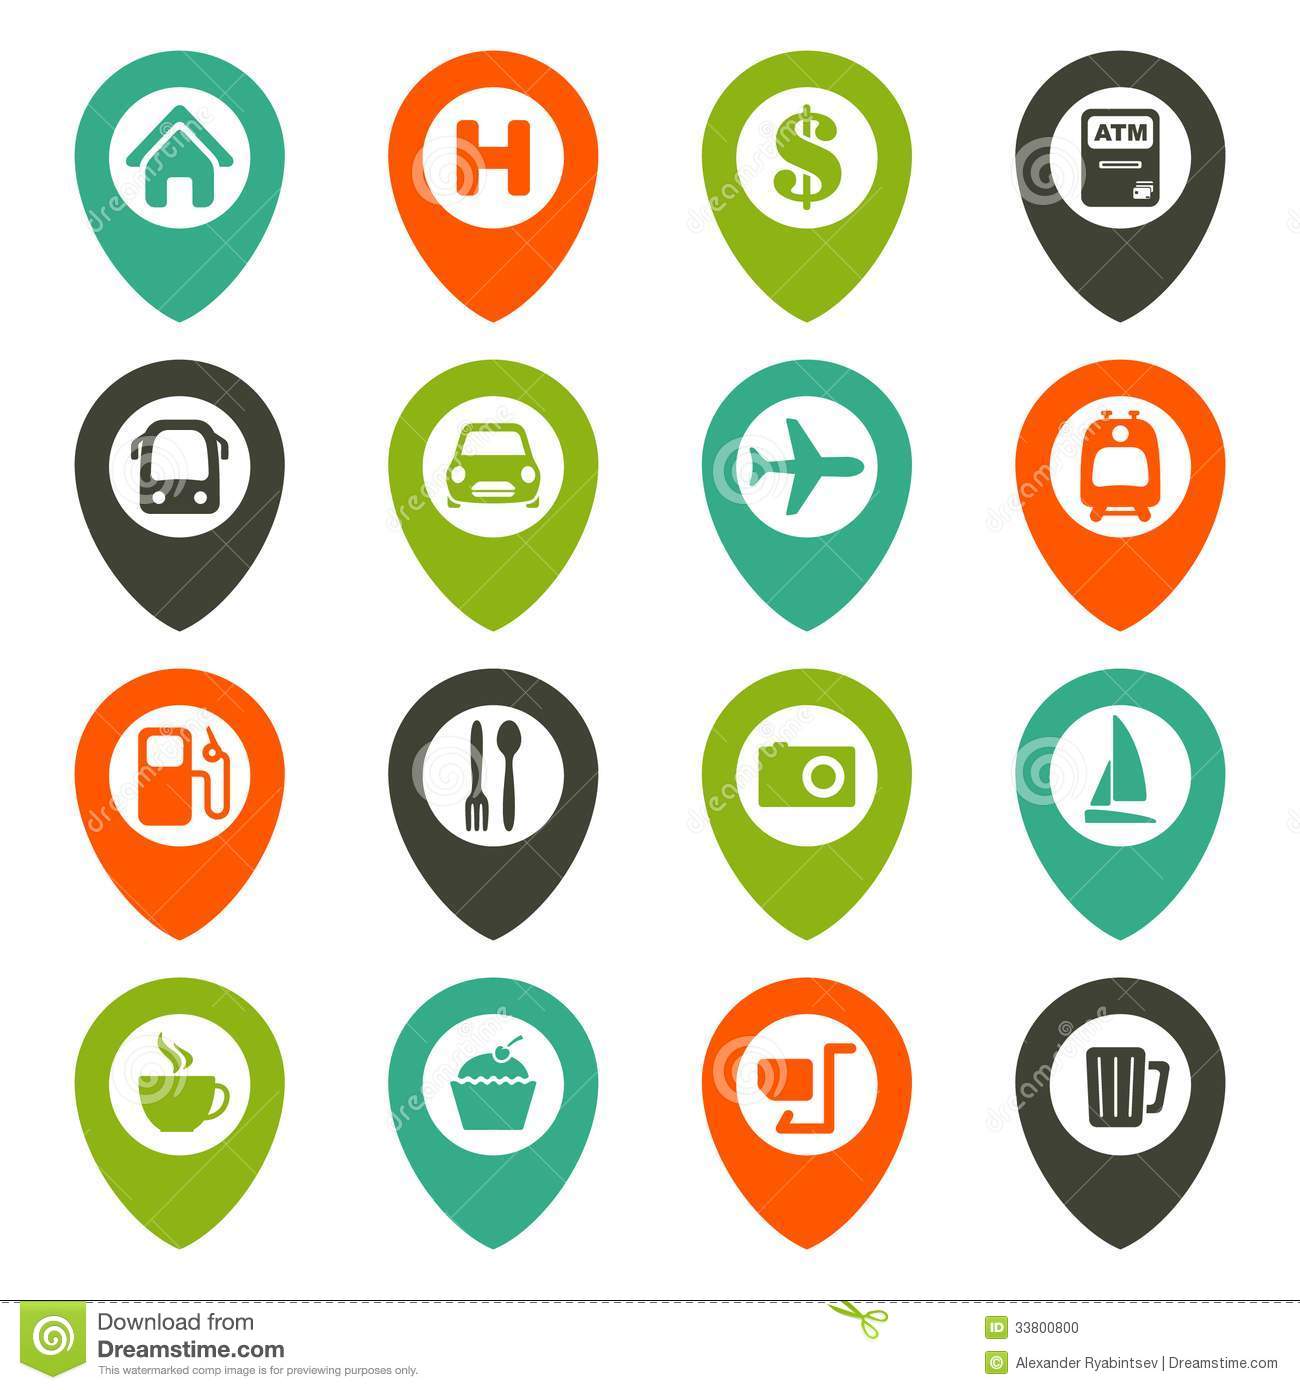 H
$
ATM
Download from
Dreamstime.com
This watermarked comp image is for previewing purposes only.
ID 33800800
© Alexander Ryabintsev | Dreamstime.com